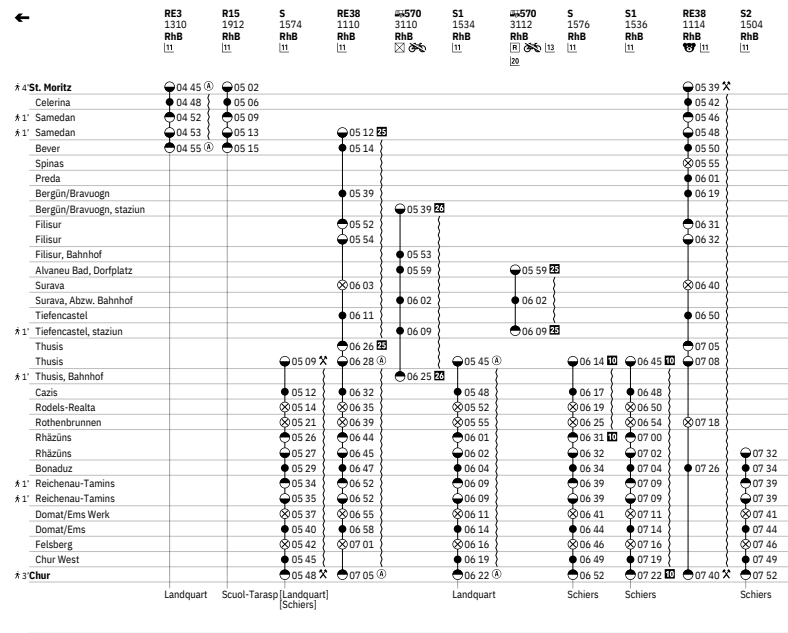 RE3 R15 S RE38 570 S1 570 S S1 RE38 S2
1310 1912 1574 1110 3110 1534 3112 1576 1536 1114 1504
RhB RhB RhB RhB RhB RhB RhB RhB RhB RhB RhB
11 11 11 11 11 R 13 11 11 11 11
20
4' St. Moritz 04 45 A 05 02 05 39
Celerina 04 48 05 06 05 42
1' Samedan 04 52 05 09 05 46
1' Samedan 04 53 05 13 05 12 25 05 48
Bever 04 55 A 05 15 05 14 05 50
Spinas 05 55
Preda 06 01
Bergün/Bravuogn 05 39 06 19
Bergün/Bravuogn, staziun 05 39 26
Filisur 05 52 06 31
Filisur 05 54 06 32
Filisur, Bahnhof 05 53
Alvaneu Bad, Dorfplatz 05 59 05 59 25
Surava 06 03 06 40
Surava, Abzw. Bahnhof 06 02 06 02
Tiefencastel 06 11 06 50
1' Tiefencastel, staziun 06 09 06 09 25
Thusis 06 26 25 07 05
Thusis 05 09 06 28 A 05 45 A 06 14 10 06 45 10 07 08
1' Thusis, Bahnhof 06 25 26
Cazis 05 12 06 32 05 48 06 17 06 48
Rodels-Realta 05 14 06 35 05 52 06 19 06 50
Rothenbrunnen 05 21 06 39 05 55 06 25 06 54 07 18
Rhäzüns 05 26 06 44 06 01 06 31 10 07 00
Rhäzüns 05 27 06 45 06 02 06 32 07 02 07 32
Bonaduz 05 29 06 47 06 04 06 34 07 04 07 26 07 34
1' Reichenau-Tamins 05 34 06 52 06 09 06 39 07 09 07 39
1' Reichenau-Tamins 05 35 06 52 06 09 06 39 07 09 07 39
Domat/Ems Werk 05 37 06 55 06 11 06 41 07 11 07 41
Domat/Ems 05 40 06 58 06 14 06 44 07 14 07 44
Felsberg 05 42 07 01 06 16 06 46 07 16 07 46
Chur West 05 45 06 19 06 49 07 19 07 49
3' Chur 05 48 07 05 A 06 22 A 06 52 07 22 10 07 40 07 52
Landquart Scuol-Tarasp [Landquart] Landquart Schiers Schiers Schiers
[Schiers]